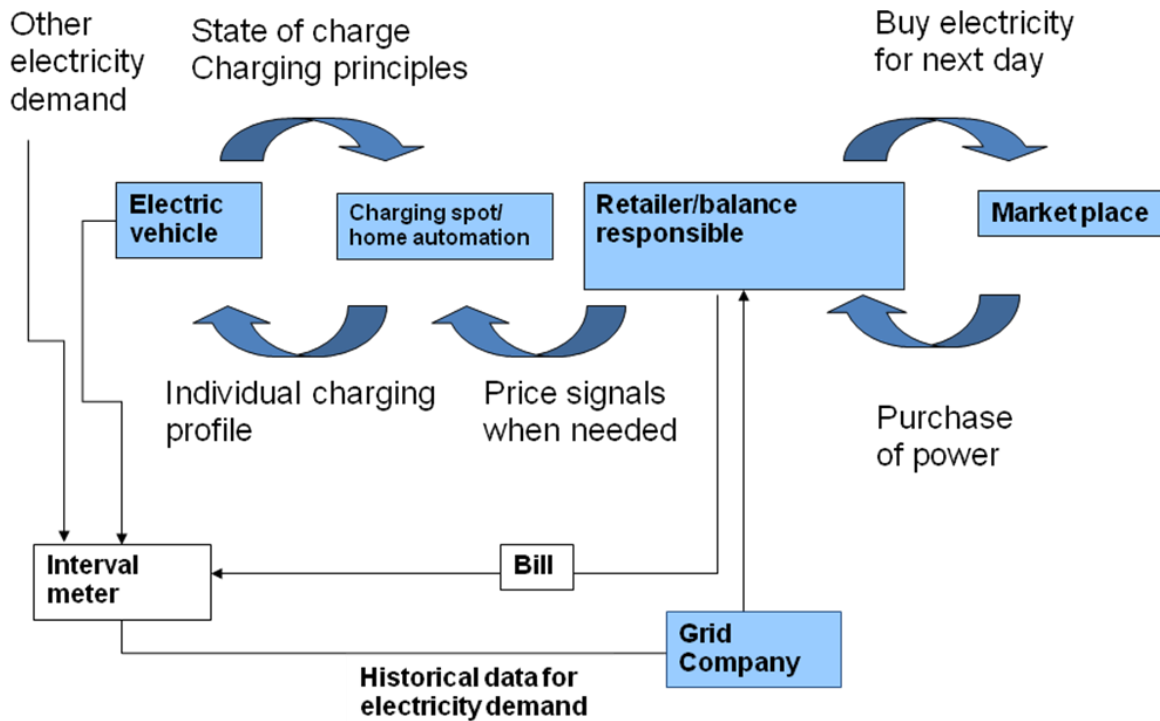 Other
electricity
demand
State of charge
Charging principles
Buy electricity
for next day
Electric
vehicle
Charging spot/
home automation
Retailer/balance
responsible
Market place
Individual charging
profile
Price signals
when needed
Purchase
of power
Interval
meter
Bill
Grid
Company
Historical data for
electricity demand